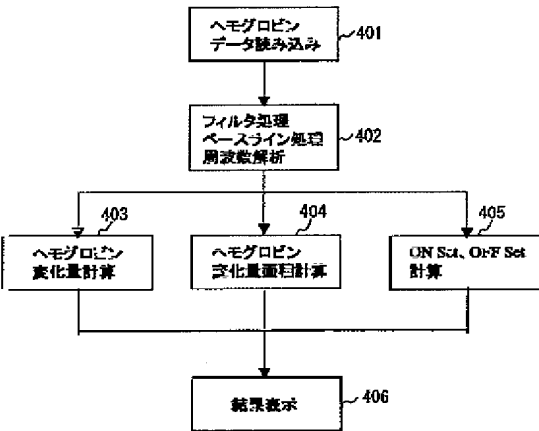 ヘモグロビン
データ読み込み
401
フィルタ処理
ベースライン処理
周波数解析
402
403
ヘモグロビン
変化量計算
404
ヘモグロビン
変化量面積計算
405
ON Set、OFF Set
計算
結果表示
406